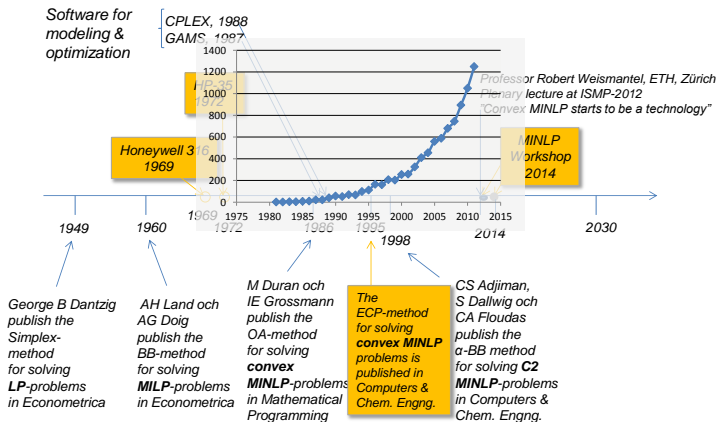 Software for
modeling &
optimization
CPLEX, 1988
GAMS, 1987
HP-35
1972
Honeywell 316
1969
1400
1200
1000
800
600
400
200
0
1975
1980
1985
1990
1995
2000
2005
2010
2015
Professor Robert Weismantel, ETH, Zürich
Plenary lecture at ISMP-2012
"Convex MINLP starts to be a technology"
MINLP
Workshop
2014
1949
1960
1969
1972
1986
1995
1998
2014
2030
George B Dantzig
publish the
Simplex-
method
for solving
LP-problems
in Econometrica
AH Land och
AG Doig
publish the
BB-method
for solving
MILP-problems
in Econometrica
M Duran och
IE Grossmann
publish the
OA-method
for solving
convex
MINLP-problems
in Mathematical
Programming
The
ECP-method
for solving
convex MINLP
problems is
published in
Computers &
Chem. Engng.
CS Adjiman,
S Dallwig och
CA Floudas
publish the
α-BB method
for solving C2
MINLP-problems
in Computers &
Chem. Engng.